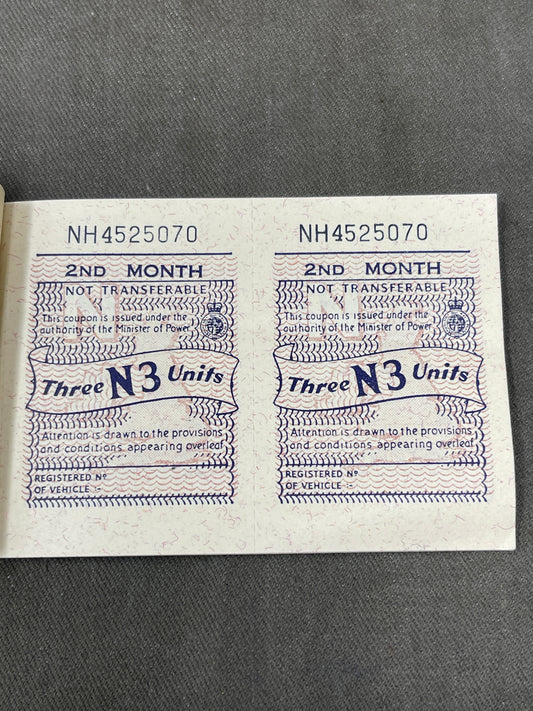 NH4525070
2ND MONTH
NOT TRANSFERABLE
N
This coupon is issued under the
authority of the Minister of Power
Three N3 Units
Attention is drawn to the provisions
and conditions appearing overleaf
REGISTERED Nº
OF VEHICLE :-
NH4525070
2ND MONTH
NOT TRANSFERABLE
N
This coupon is issued under the
authority of the Minister of Power
Three N3 Units
Attention is drawn to the provisions
and conditions appearing overleaf
REGISTERED Nº
OF VEHICLE :-